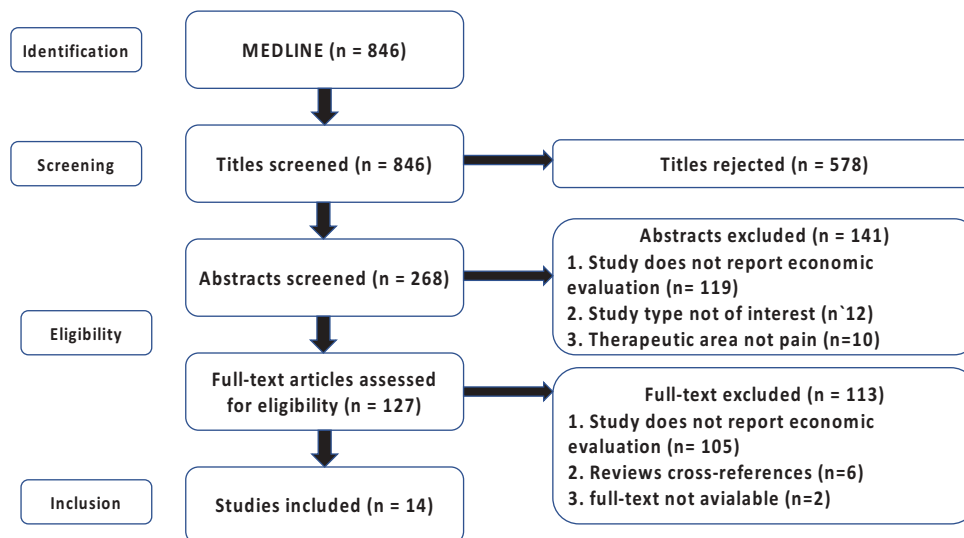 Identification
MEDLINE (n = 846)
Screening
Titles screened (n = 846)
Titles rejected (n = 578)
Abstracts screened (n = 268)
Abstracts excluded (n = 141)
1. Study does not report economic
evaluation (n= 119)
2. Study type not of interest (n`12)
3. Therapeutic area not pain (n=10)
Eligibility
Full-text articles assessed
for eligibility (n = 127)
Full-text excluded (n = 113)
1. Study does not report economic
evaluation (n= 105)
2. Reviews cross-references (n=6)
3. full-text not avialable (n=2)
Inclusion
Studies included (n = 14)